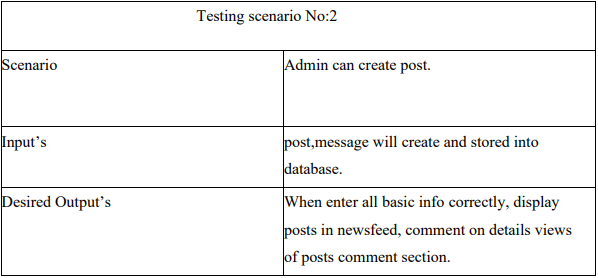 Testing scenario No:2
Scenario
Admin can create post.
Input's
post,message will create and stored into
database.
Desired Output's
When enter all basic info correctly, display
posts in newsfeed, comment on details views
of posts comment section.